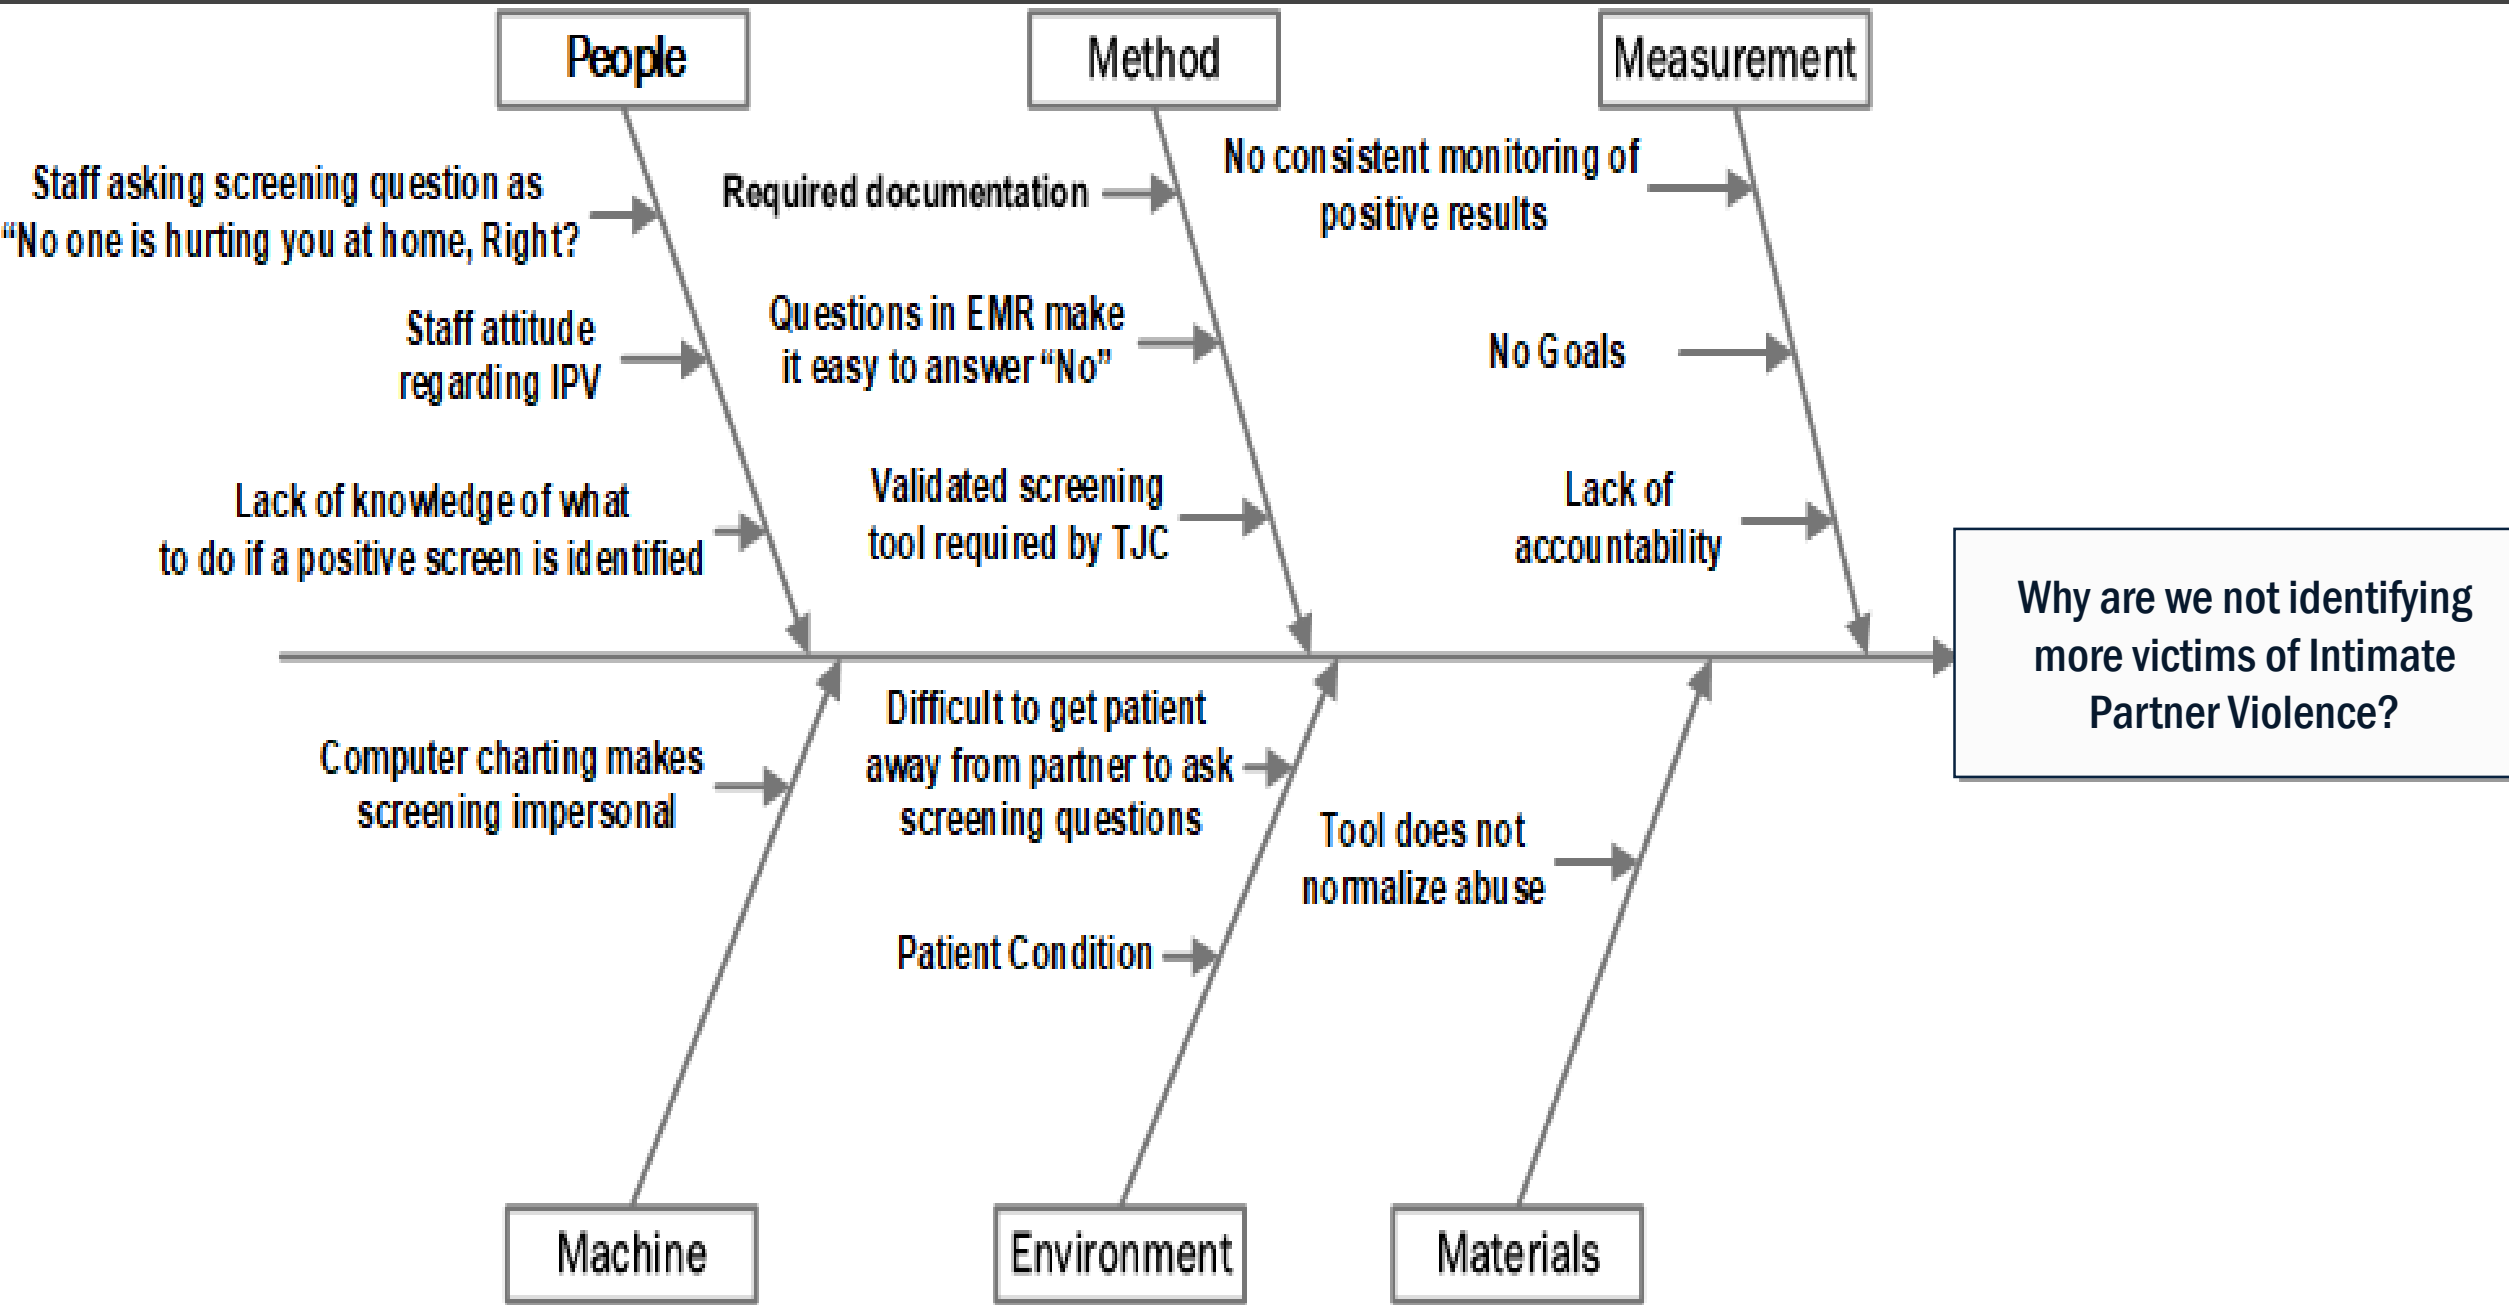 People
Method
Measurement
Staff asking screening question as
“No one is hurting you at home, Right?
Staff attitude
regarding IPV
Lack of knowledge of what
to do if a positive screen is identified
Required documentation
Questions in EMR make
it easy to answer “No”
Validated screening
tool required by TJC
No consistent monitoring of
positive results
No Goals
Lack of
accountability
Why are we not identifying
more victims of Intimate
Partner Violence?
Computer charting makes
screening impersonal
Difficult to get patient
away from partner to ask
screening questions
Patient Condition
Tool does not
normalize abuse
Machine
Environment
Materials